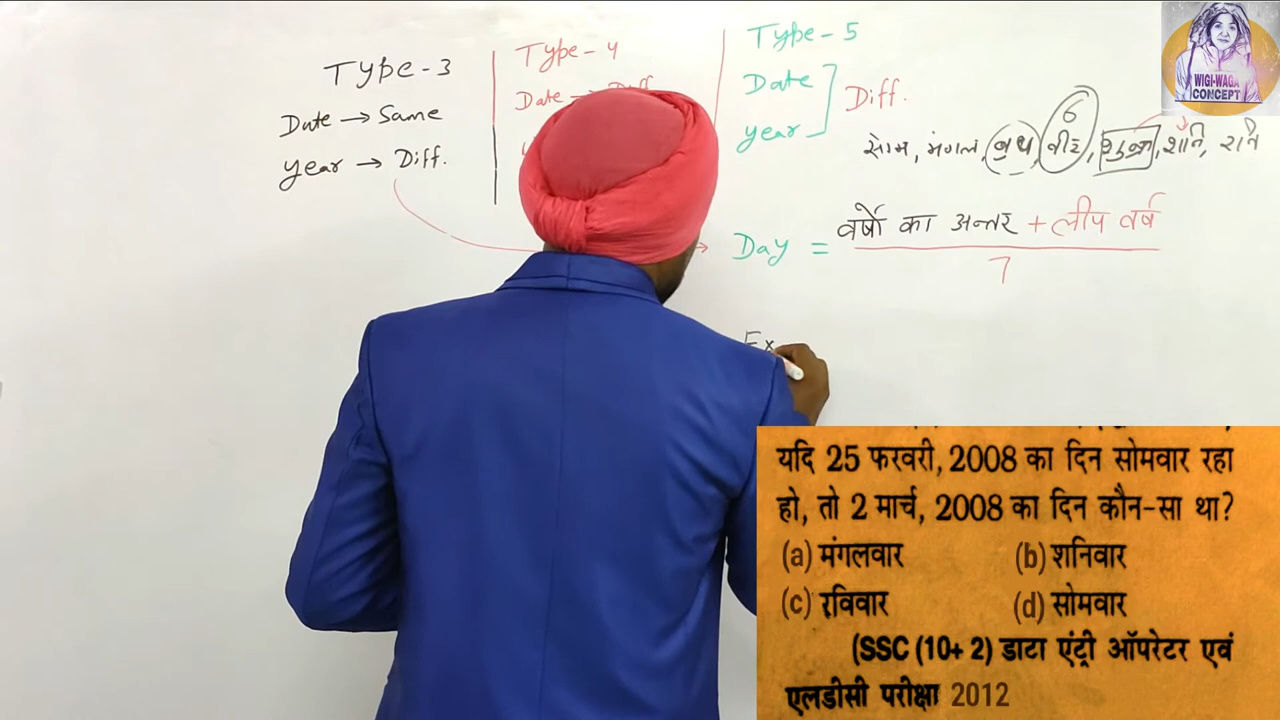 Type-3
Date → Same
year → Diff.
Type-4
Date →
Type-5
Date
year
Diff.
6
सोम, मंगल, बुध, वीर, शुक्र, शनि, रवि
Day = वर्षो का अन्तर + लीप वर्ष
7
Ex
WIGI-WAGA
CONCEPT
यदि 25 फरवरी, 2008 का दिन सोमवार रहा
हो, तो 2 मार्च, 2008 का दिन कौन-सा था?
(a) मंगलवार (b) शनिवार
(c) रविवार (d) सोमवार
(SSC (10+ 2) डाटा एंट्री ऑपरेटर एवं
एलडीसी परीक्षा 2012